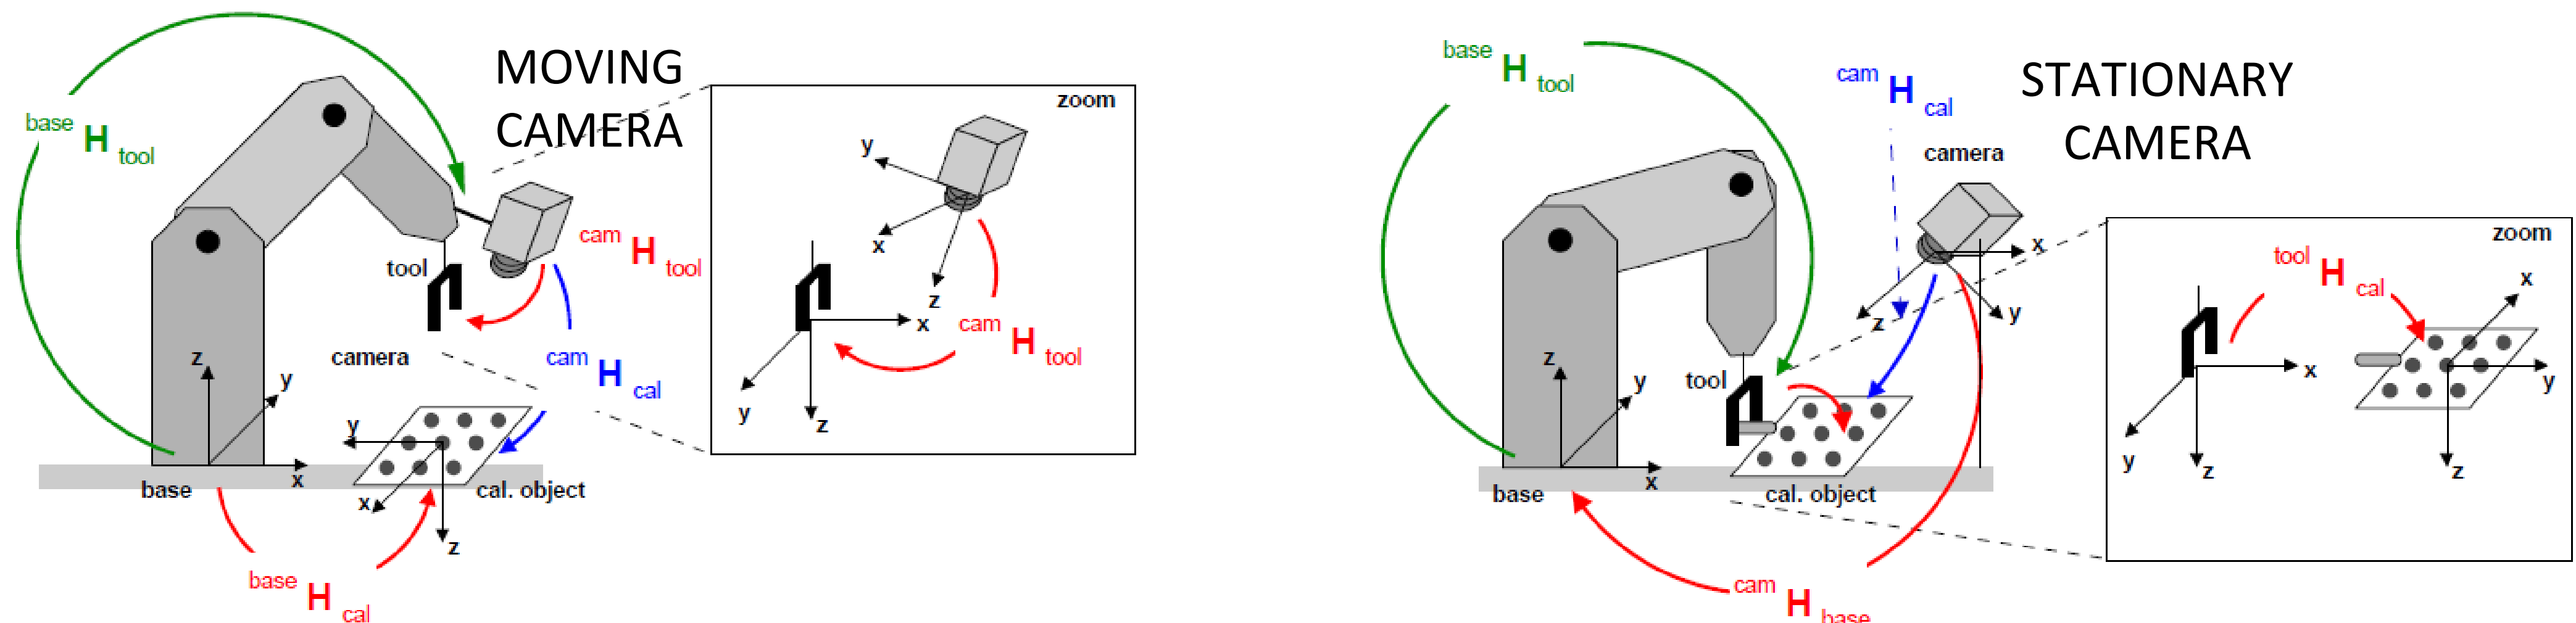 MOVING
CAMERA
base H tool
cam H tool
tool
camera
cam H cal
z
y
x
base
y
x
z
cal. object
base H cal
zoom
y
x
z
x
y
z
cam H tool
STATIONARY
CAMERA
base H tool
cam H cal
camera
x
z
y
tool
z
y
x
base
cal. object
cam H base
zoom
tool H cal
x
y
z
x
y
z